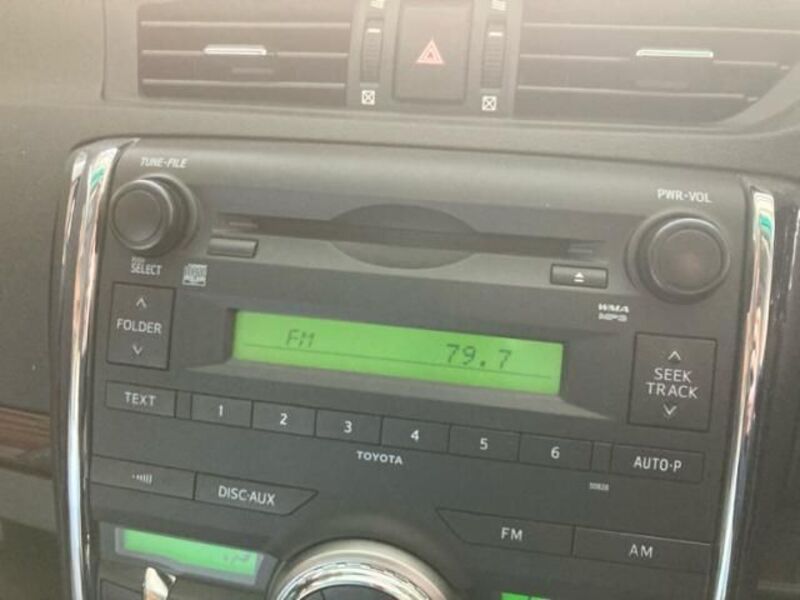 TUNE·FILE
PWR·VOL
PUSH
SELECT
WMA
MP3
FOLDER
FM 79.7
SEEK
TRACK
TEXT 1 2 3 4 5 6 AUTO·P
TOYOTA
DISC·AUX
FM AM